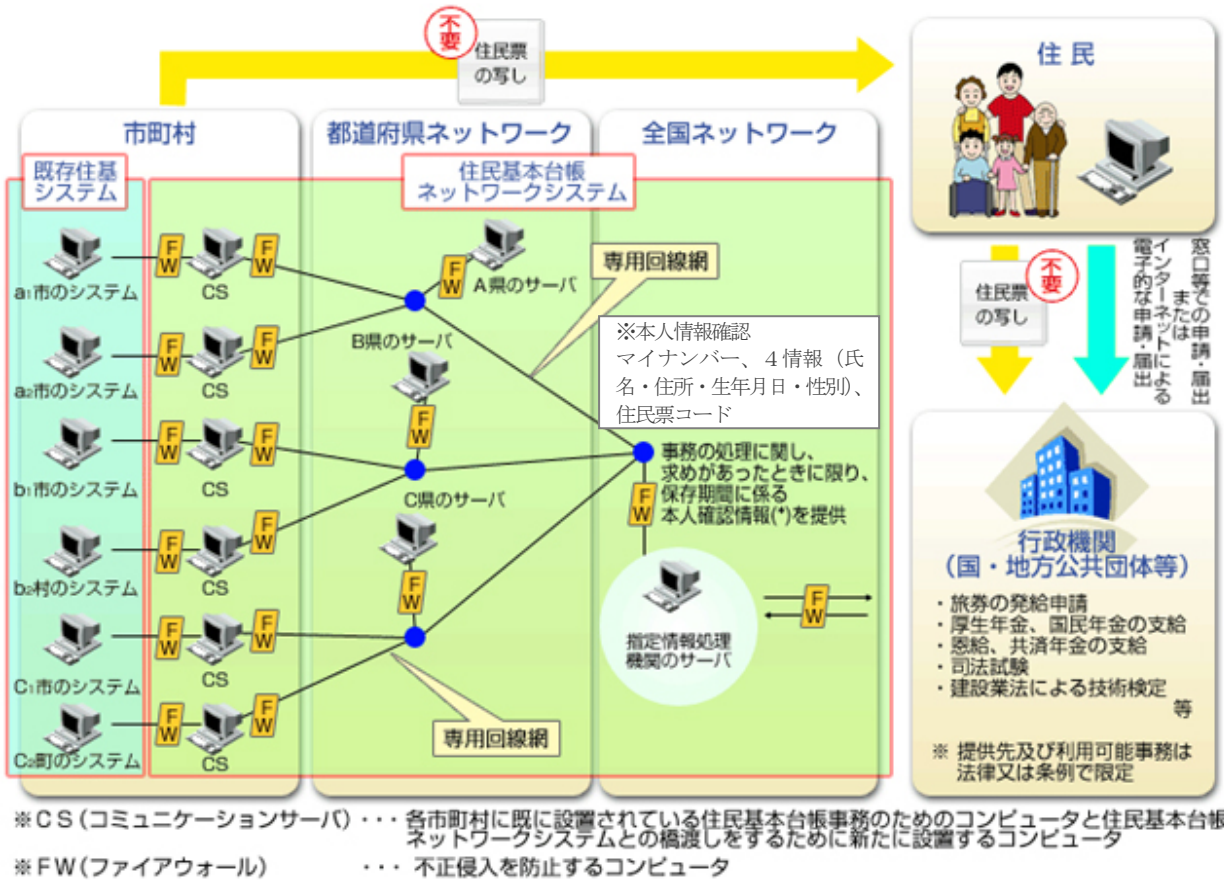 不要
住民票
の写し
市町村
都道府県ネットワーク
全国ネットワーク
既存住基
システム
住民基本台帳
ネットワークシステム
FW
FW
a1市のシステム
CS
FW
A県のサーバ
専用回線網
FW
FW
a2市のシステム
CS
B県のサーバ
FW
※本人情報確認
マイナンバー、４情報（氏
名・住所・生年月日・性別）、
住民票コード
FW
FW
b1市のシステム
CS
C県のサーバ
FW
事務の処理に関し、
求めがあったときに限り、
保存期間に係る
本人確認情報(*)を提供
FW
FW
FW
b2村のシステム
CS
FW
FW
C1市のシステム
CS
指定情報処理
機関のサーバ
FW
FW
FW
C2町のシステム
CS
専用回線網
住民
住民票
の写し
不要
窓口等での申請・届出
または
インターネットによる
電子的な申請・届出
行政機関
（国・地方公共団体等）
・旅券の発給申請
・厚生年金、国民年金の支給
・恩給、共済年金の支給
・司法試験
・建設業法による技術検定
等
※ 提供先及び利用可能事務は
法律又は条例で限定
※ＣＳ(コミュニケーションサーバ)・・・ 各市町村に既に設置されている住民基本台帳事務のためのコンピュータと住民基本台帳
ネットワークシステムとの橋渡しをするために新たに設置するコンピュータ
※ＦＷ(ファイアウォール) ・・・ 不正侵入を防止するコンピュータ